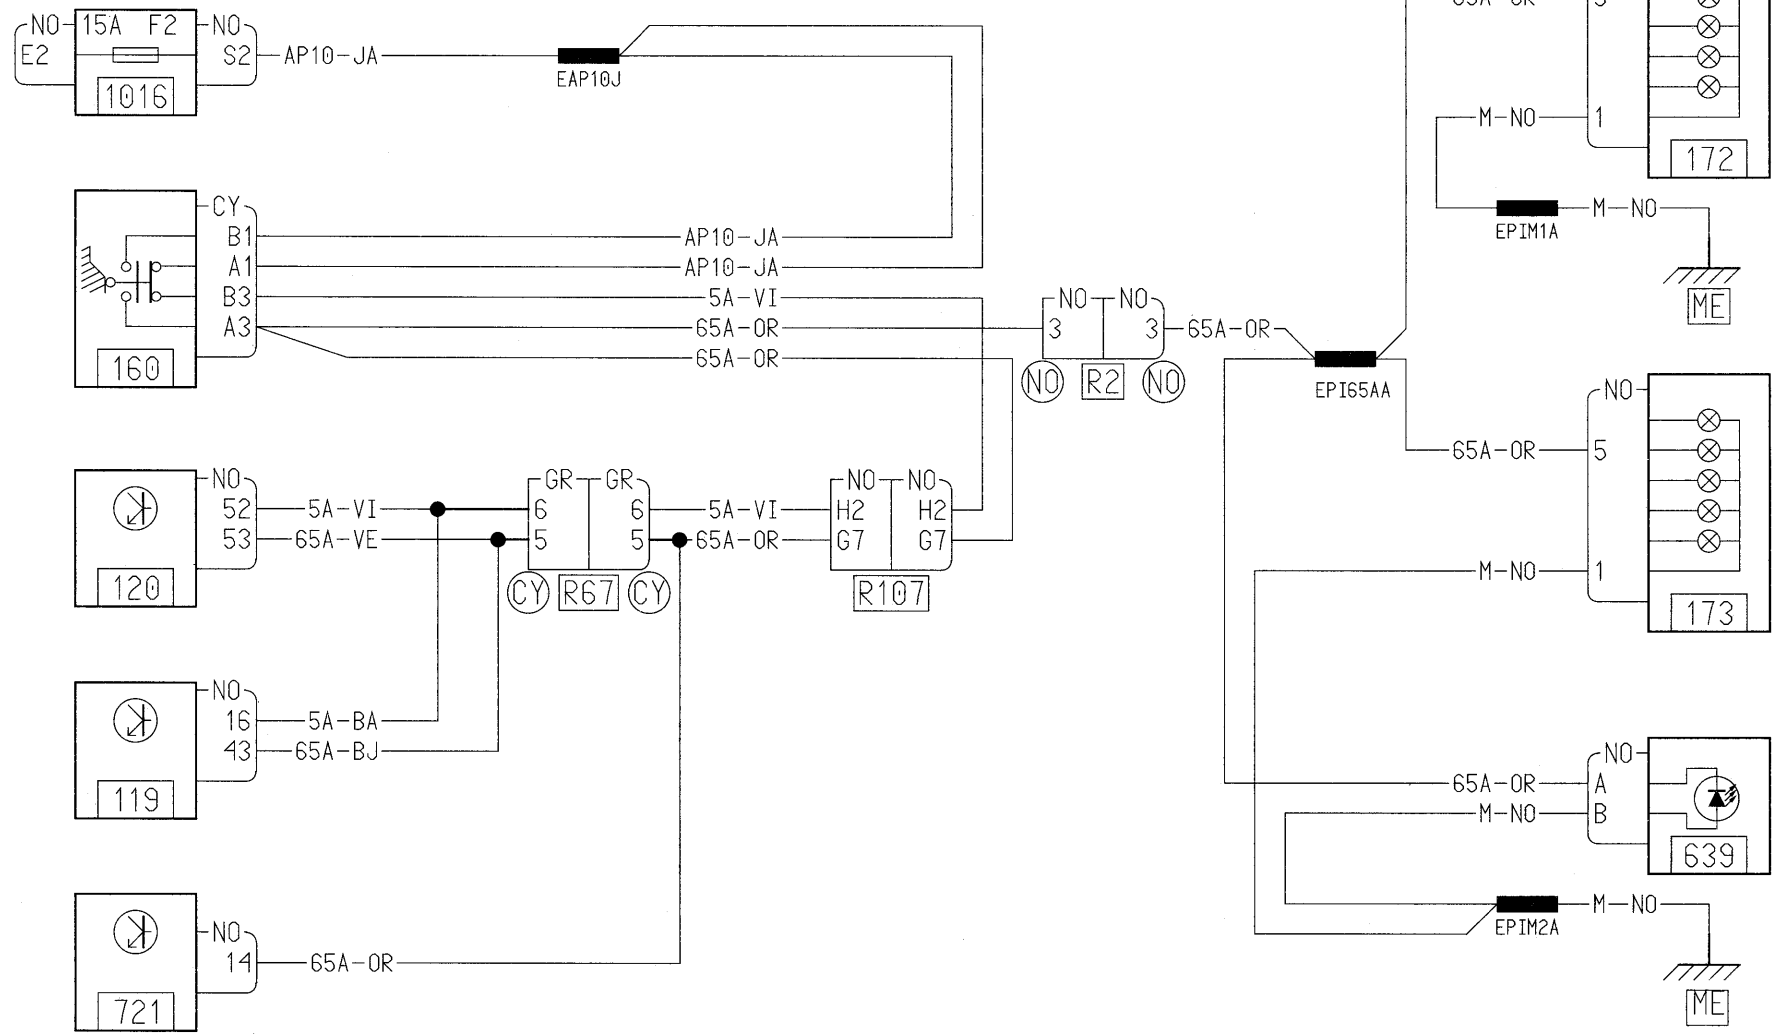 NO 15A F2 NO
E2 S2 AP10-JA
EAP10J
1016
CY
B1 AP10-JA
A1 AP10-JA
B3 5A-VI
A3 65A-OR
65A-OR
160
NO NO
3 3 65A-OR
NO R2 NO
EPI65AA
M-NO 1
172
EPIM1A M-NO
ME
NO
65A-OR 5
M-NO 1
173
NO GR GR NO NO
52 5A-VI 6 6 5A-VI H2 H2
53 65A-VE 5 5 65A-OR G7 G7
120 CY R67 CY R107
NO
16 5A-BA
43 65A-BJ
119
NO
65A-OR A
M-NO B
639
EPIM2A M-NO
ME
NO
14 65A-OR
721